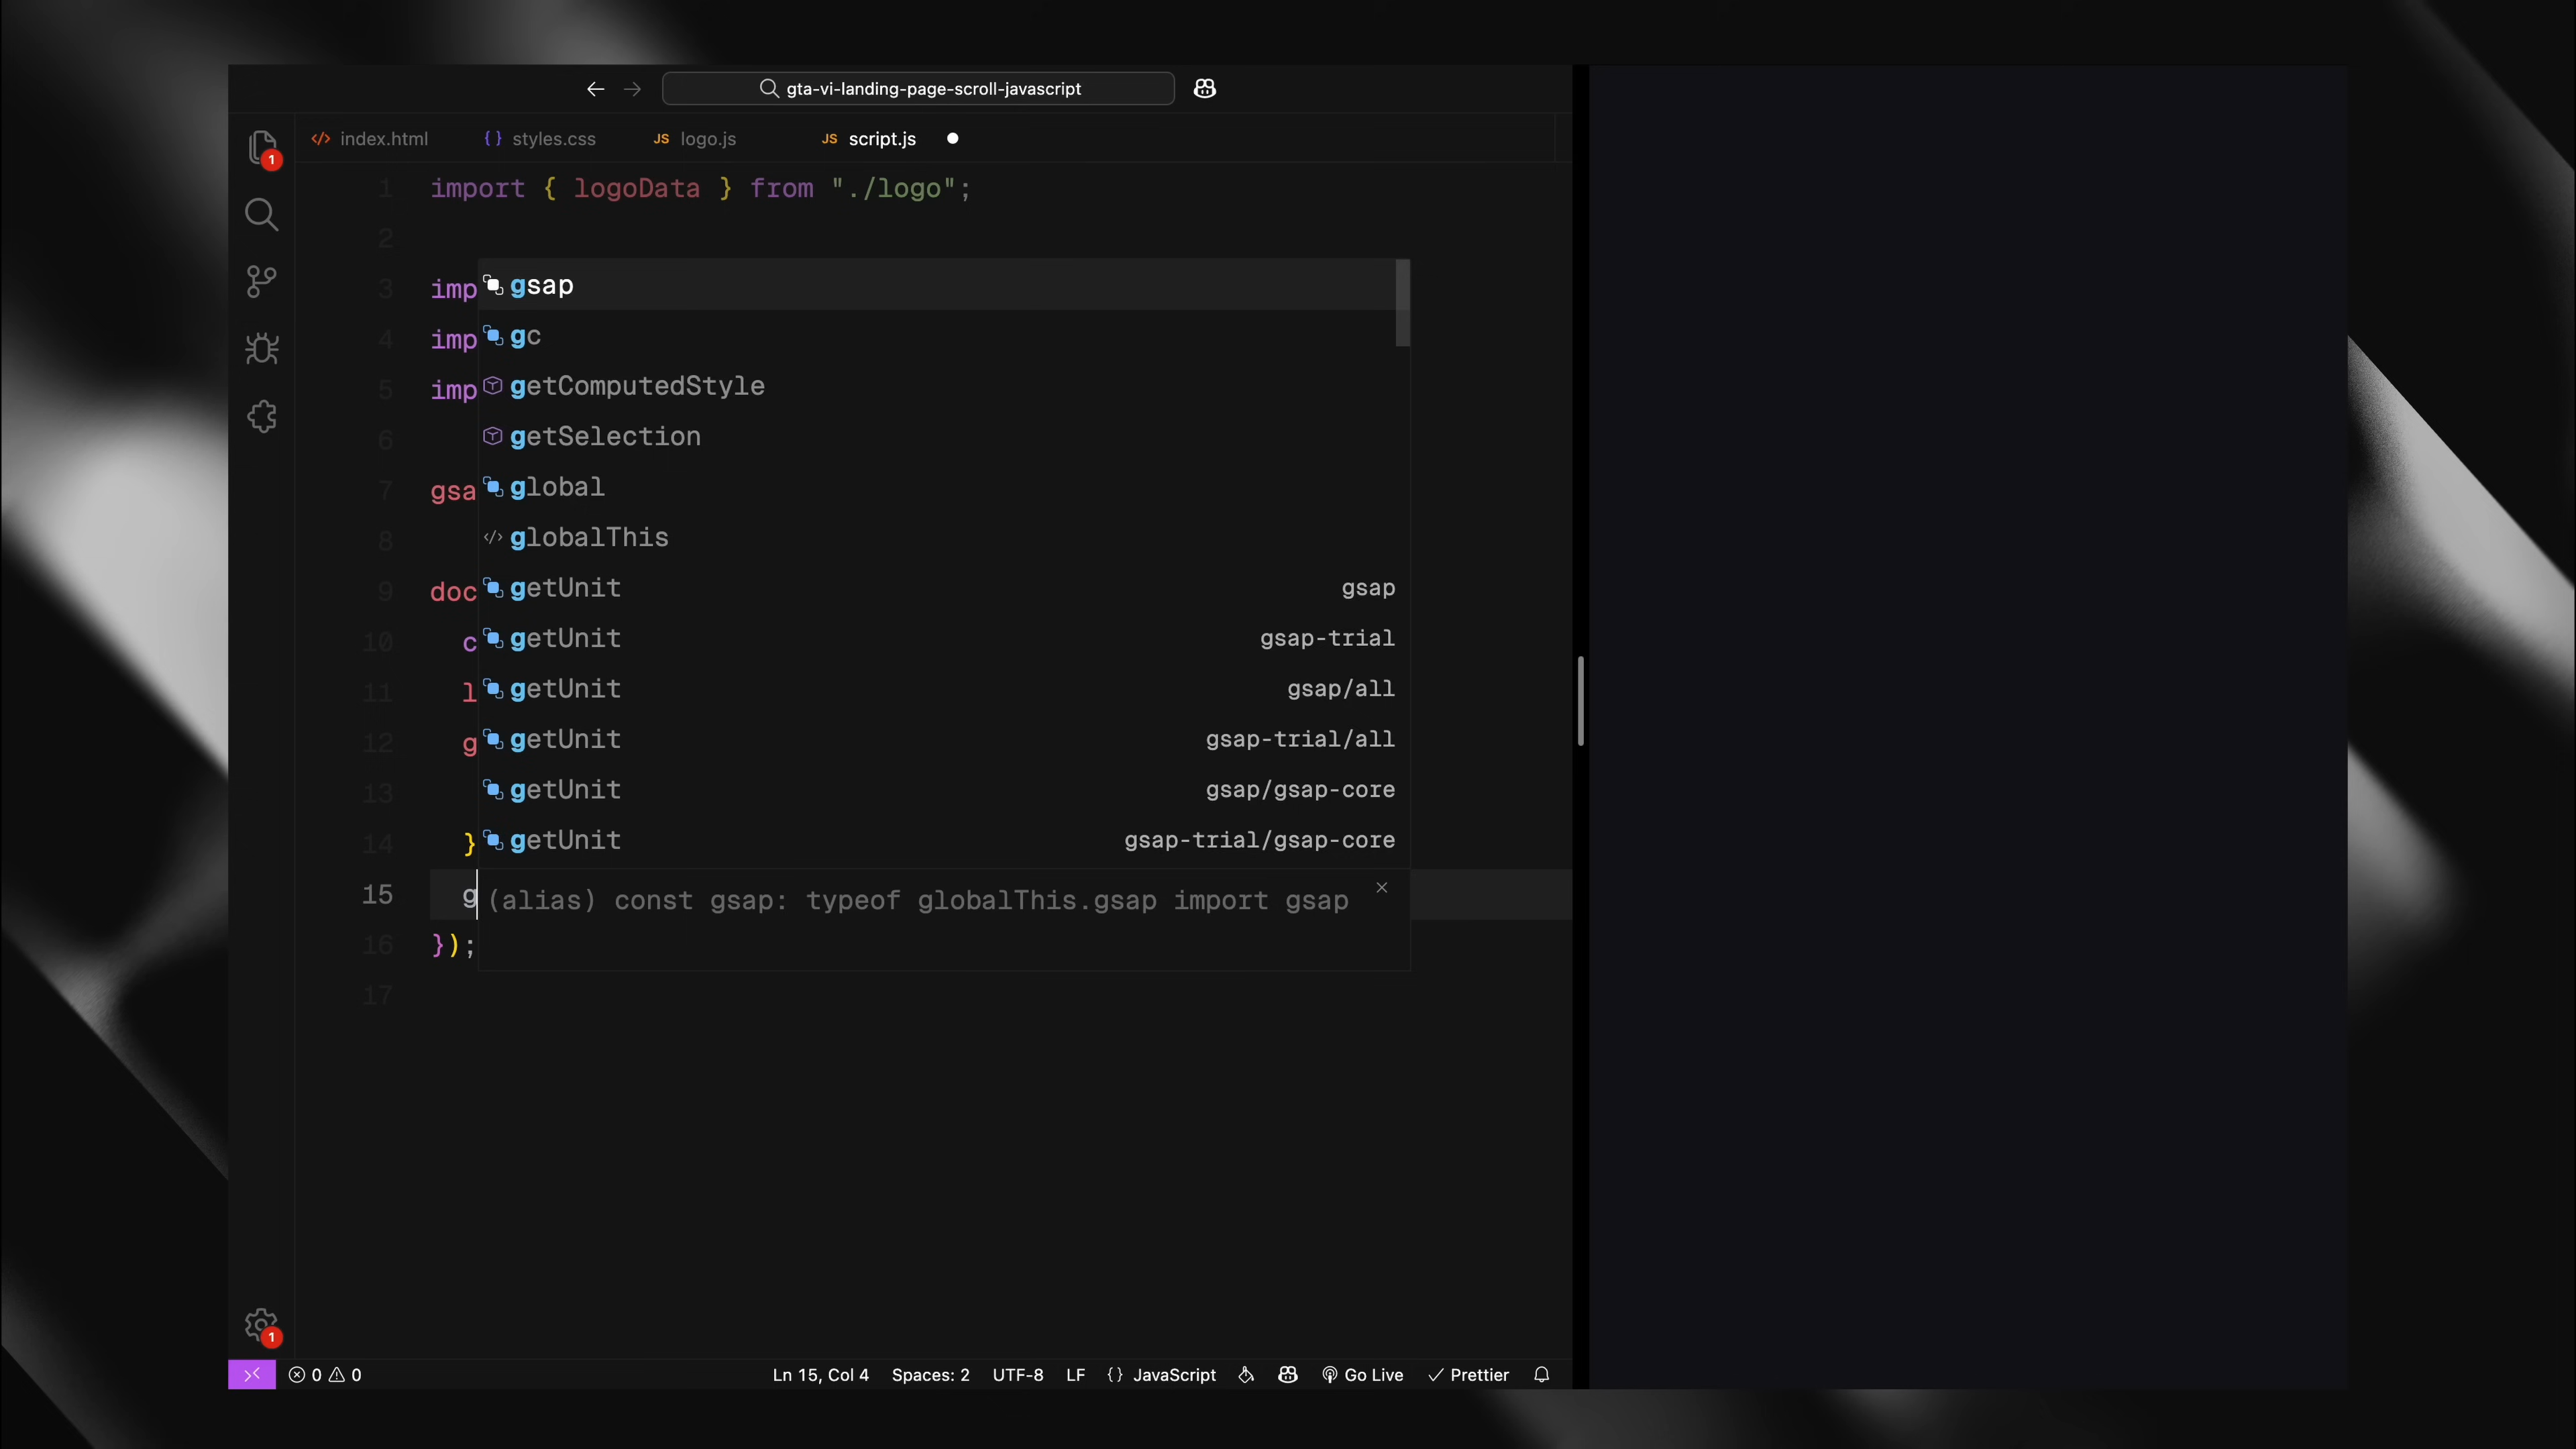 gta-vi-landing-page-scroll-javascript
1
index.html
styles.css
JS logo.js
JS script.js
1 import { logoData } from "./logo";
2
3 imp
4 imp
5 imp
6
7 gsa
8
9 doc
10 c
11 l
12 g
13
14 }
15 g
16 });
17
gsap
gc
getComputedStyle
getSelection
global
globalThis
getUnit gsap
getUnit gsap-trial
getUnit gsap/all
getUnit gsap-trial/all
getUnit gsap/gsap-core
getUnit gsap-trial/gsap-core
(alias) const gsap: typeof globalThis.gsap import gsap
1
0 0 Ln 15, Col 4 Spaces: 2 UTF-8 LF {} JavaScript Go Live Prettier